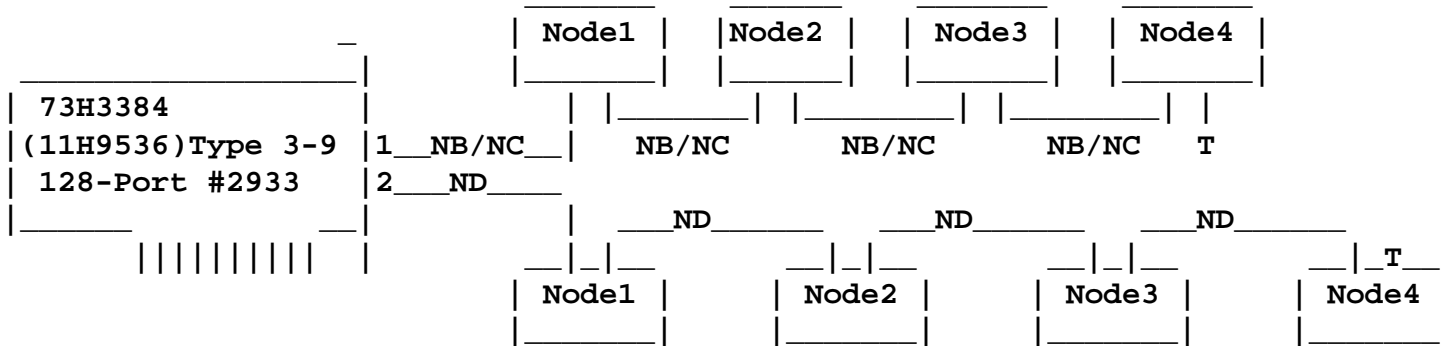 Node1 Node2 Node3 Node4
73H3384
(11H9536)Type 3-9 1 NB/NC NB/NC NB/NC NB/NC T
128-Port #2933 2 ND
ND ND ND
T
Node1 Node2 Node3 Node4